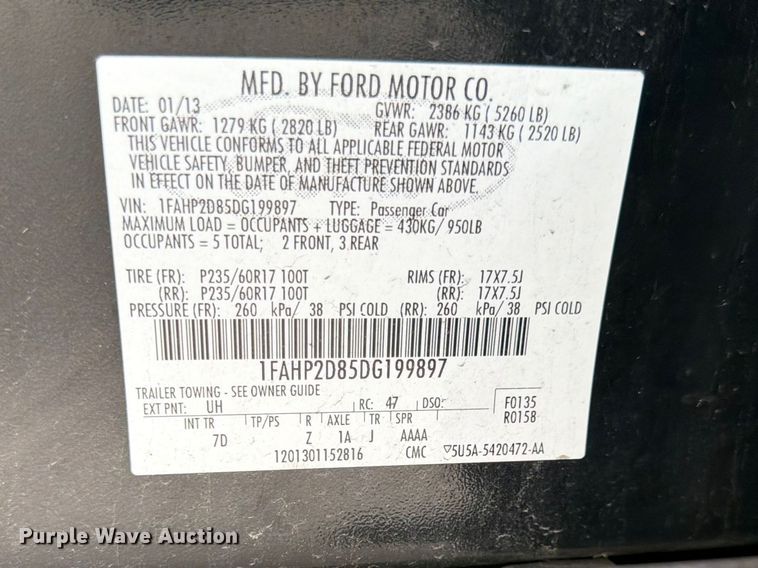 MFD. BY FORD MOTOR CO.
DATE: 01/13 GVWR: 2386 KG ( 5260 LB)
FRONT GAWR: 1279 KG ( 2820 LB) REAR GAWR: 1143 KG ( 2520 LB)
THIS VEHICLE CONFORMS TO ALL APPLICABLE FEDERAL MOTOR
VEHICLE SAFETY, BUMPER, AND THEFT PREVENTION STANDARDS
IN EFFECT ON THE DATE OF MANUFACTURE SHOWN ABOVE.
VIN: 1FAHP2D85DG199897 TYPE: Passenger Car
MAXIMUM LOAD = OCCUPANTS + LUGGAGE = 430KG/ 950LB
OCCUPANTS = 5 TOTAL; 2 FRONT, 3 REAR
TIRE (FR): P235/60R17 100T RIMS (FR): 17X7.5J
(RR): P235/60R17 100T (RR): 17X7.5J
PRESSURE (FR): 260 kPa/ 38 PSI COLD (RR): 260 kPa/ 38 PSI COLD
1FAHP2D85DG199897
TRAILER TOWING - SEE OWNER GUIDE
EXT PNT: UH RC: 47 DSO: F0135
INT TR TP/PS R AXLE TR SPR R0158
7D Z 1A J AAAA
1201301152816 CMC ▽5U5A-5420472-AA
Purple Wave Auction